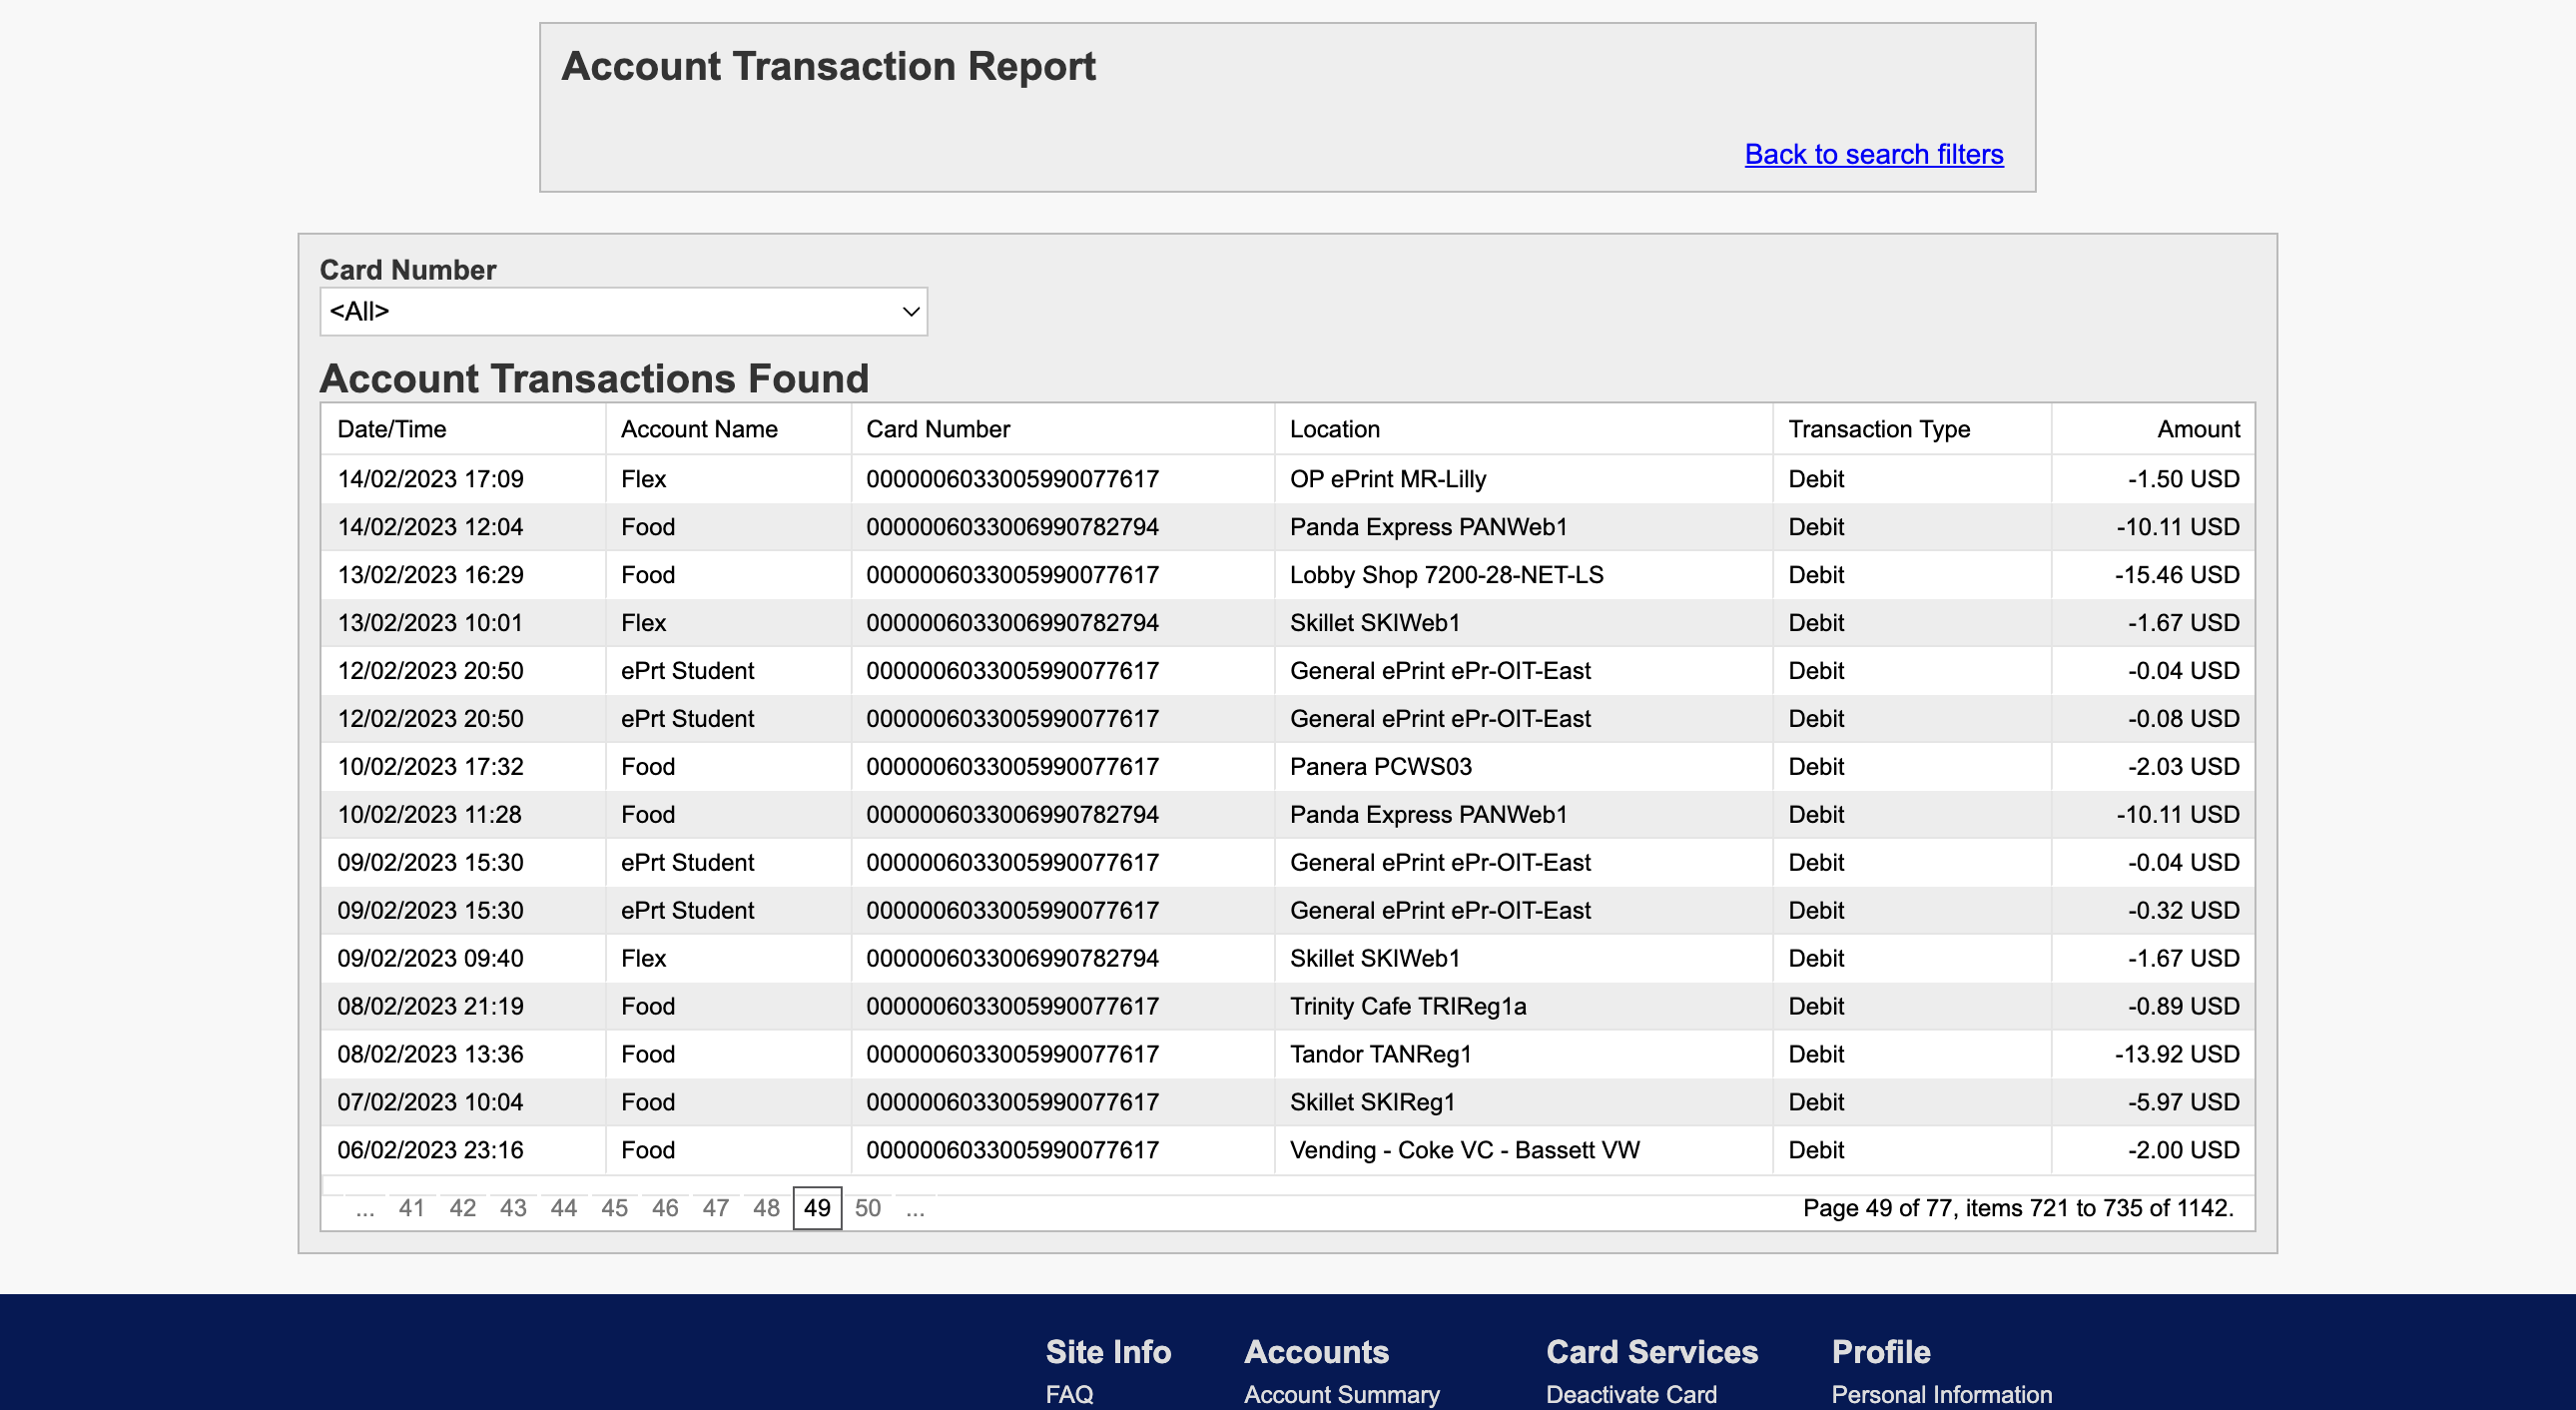 Account Transaction Report
Back to search filters
Card Number
<All>
Account Transactions Found
Date/Time Account Name Card Number Location Transaction Type Amount
14/02/2023 17:09 Flex 0000006033005990077617 OP ePrint MR-Lilly Debit -1.50 USD
14/02/2023 12:04 Food 0000006033006990782794 Panda Express PANWeb1 Debit -10.11 USD
13/02/2023 16:29 Food 0000006033005990077617 Lobby Shop 7200-28-NET-LS Debit -15.46 USD
13/02/2023 10:01 Flex 0000006033006990782794 Skillet SKIWeb1 Debit -1.67 USD
12/02/2023 20:50 ePrt Student 0000006033005990077617 General ePrint ePr-OIT-East Debit -0.04 USD
12/02/2023 20:50 ePrt Student 0000006033005990077617 General ePrint ePr-OIT-East Debit -0.08 USD
10/02/2023 17:32 Food 0000006033005990077617 Panera PCWS03 Debit -2.03 USD
10/02/2023 11:28 Food 0000006033006990782794 Panda Express PANWeb1 Debit -10.11 USD
09/02/2023 15:30 ePrt Student 0000006033005990077617 General ePrint ePr-OIT-East Debit -0.04 USD
09/02/2023 15:30 ePrt Student 0000006033005990077617 General ePrint ePr-OIT-East Debit -0.32 USD
09/02/2023 09:40 Flex 0000006033006990782794 Skillet SKIWeb1 Debit -1.67 USD
08/02/2023 21:19 Food 0000006033005990077617 Trinity Cafe TRIReg1a Debit -0.89 USD
08/02/2023 13:36 Food 0000006033005990077617 Tandor TANReg1 Debit -13.92 USD
07/02/2023 10:04 Food 0000006033005990077617 Skillet SKIReg1 Debit -5.97 USD
06/02/2023 23:16 Food 0000006033005990077617 Vending - Coke VC - Bassett VW Debit -2.00 USD
... 41 42 43 44 45 46 47 48 49 50 ... Page 49 of 77, items 721 to 735 of 1142.
Site Info Accounts Card Services Profile
FAQ Account Summary Deactivate Card Personal Information